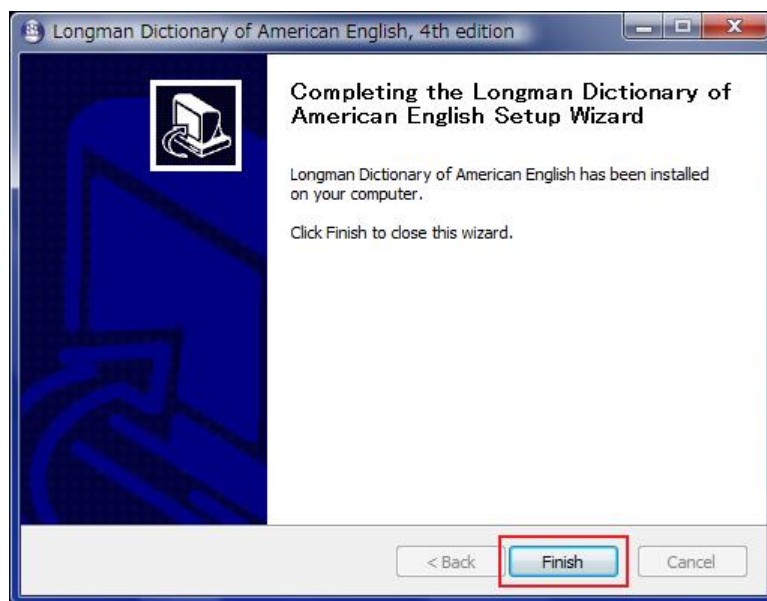 Longman Dictionary of American English, 4th edition
Completing the Longman Dictionary of
American English Setup Wizard
Longman Dictionary of American English has been installed
on your computer.
Click Finish to close this wizard.
< Back
Finish
Cancel